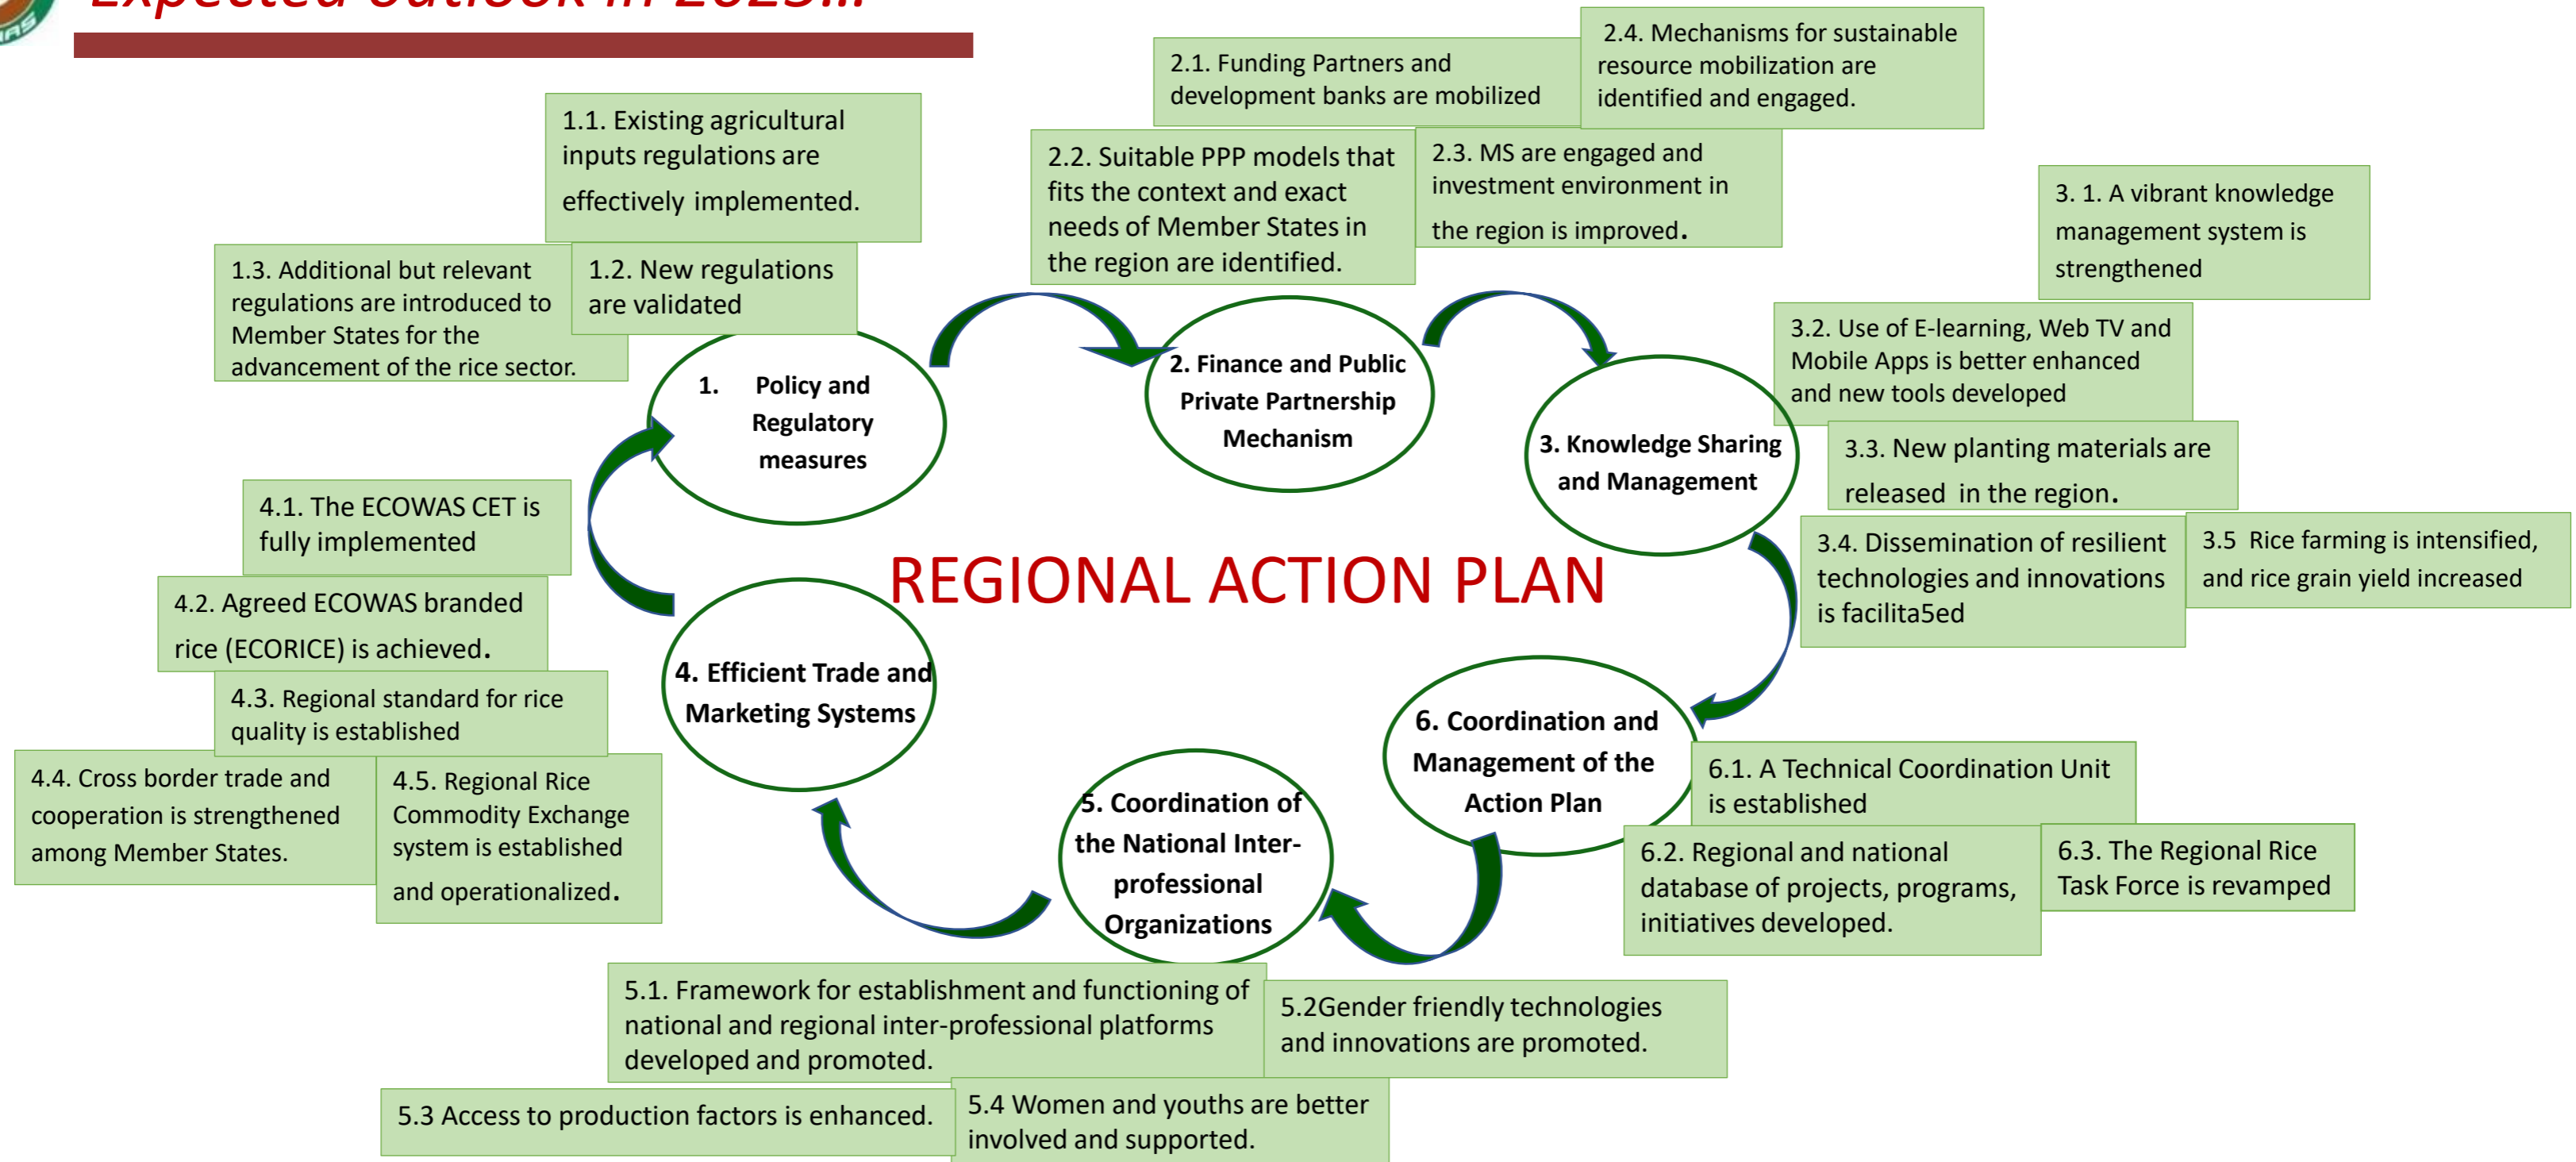 Expected outlook in 2025…
1.1. Existing agricultural
inputs regulations are
effectively implemented.
1.3. Additional but relevant
regulations are introduced to
Member States for the
advancement of the rice sector.
1.2. New regulations
are validated
2.1. Funding Partners and
development banks are mobilized
2.4. Mechanisms for sustainable
resource mobilization are
identified and engaged.
2.2. Suitable PPP models that
fits the context and exact
needs of Member States in
the region are identified.
2.3. MS are engaged and
investment environment in
the region is improved.
3. 1. A vibrant knowledge
management system is
strengthened
3.2. Use of E-learning, Web TV and
Mobile Apps is better enhanced
and new tools developed
3.3. New planting materials are
released in the region.
3.4. Dissemination of resilient
technologies and innovations
is facilita5ed
3.5 Rice farming is intensified,
and rice grain yield increased
1. Policy and
Regulatory
measures
2. Finance and Public
Private Partnership
Mechanism
3. Knowledge Sharing
and Management
REGIONAL ACTION PLAN
4.1. The ECOWAS CET is
fully implemented
4.2. Agreed ECOWAS branded
rice (ECORICE) is achieved.
4.3. Regional standard for rice
quality is established
4.4. Cross border trade and
cooperation is strengthened
among Member States.
4.5. Regional Rice
Commodity Exchange
system is established
and operationalized.
4. Efficient Trade and
Marketing Systems
5. Coordination of
the National Inter-
professional
Organizations
6. Coordination and
Management of the
Action Plan
6.1. A Technical Coordination Unit
is established
6.2. Regional and national
database of projects, programs,
initiatives developed.
6.3. The Regional Rice
Task Force is revamped
5.1. Framework for establishment and functioning of
national and regional inter-professional platforms
developed and promoted.
5.2Gender friendly technologies
and innovations are promoted.
5.3 Access to production factors is enhanced.
5.4 Women and youths are better
involved and supported.